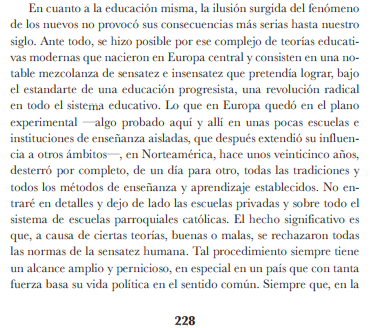 En cuanto a la educación misma, la ilusión surgida del fenómeno
de los nuevos no provocó sus consecuencias más serias hasta nuestro
siglo. Ante todo, se hizo posible por ese complejo de teorías educati-
vas modernas que nacieron en Europa central y consisten en una no-
table mezcolanza de sensatez e insensatez que pretendía lograr, bajo
el estandarte de una educación progresista, una revolución radical
en todo el sistema educativo. Lo que en Europa quedó en el plano
experimental —algo probado aquí y allí en unas pocas escuelas e
instituciones de enseñanza aisladas, que después extendió su influen-
cia a otros ámbitos—, en Norteamérica, hace unos veinticinco años,
desterró por completo, de un día para otro, todas las tradiciones y
todos los métodos de enseñanza y aprendizaje establecidos. No en-
traré en detalles y dejo de lado las escuelas privadas y sobre todo el
sistema de escuelas parroquiales católicas. El hecho significativo es
que, a causa de ciertas teorías, buenas o malas, se rechazaron todas
las normas de la sensatez humana. Tal procedimiento siempre tiene
un alcance amplio y pernicioso, en especial en un país que con tanta
fuerza basa su vida política en el sentido común. Siempre que, en la
228